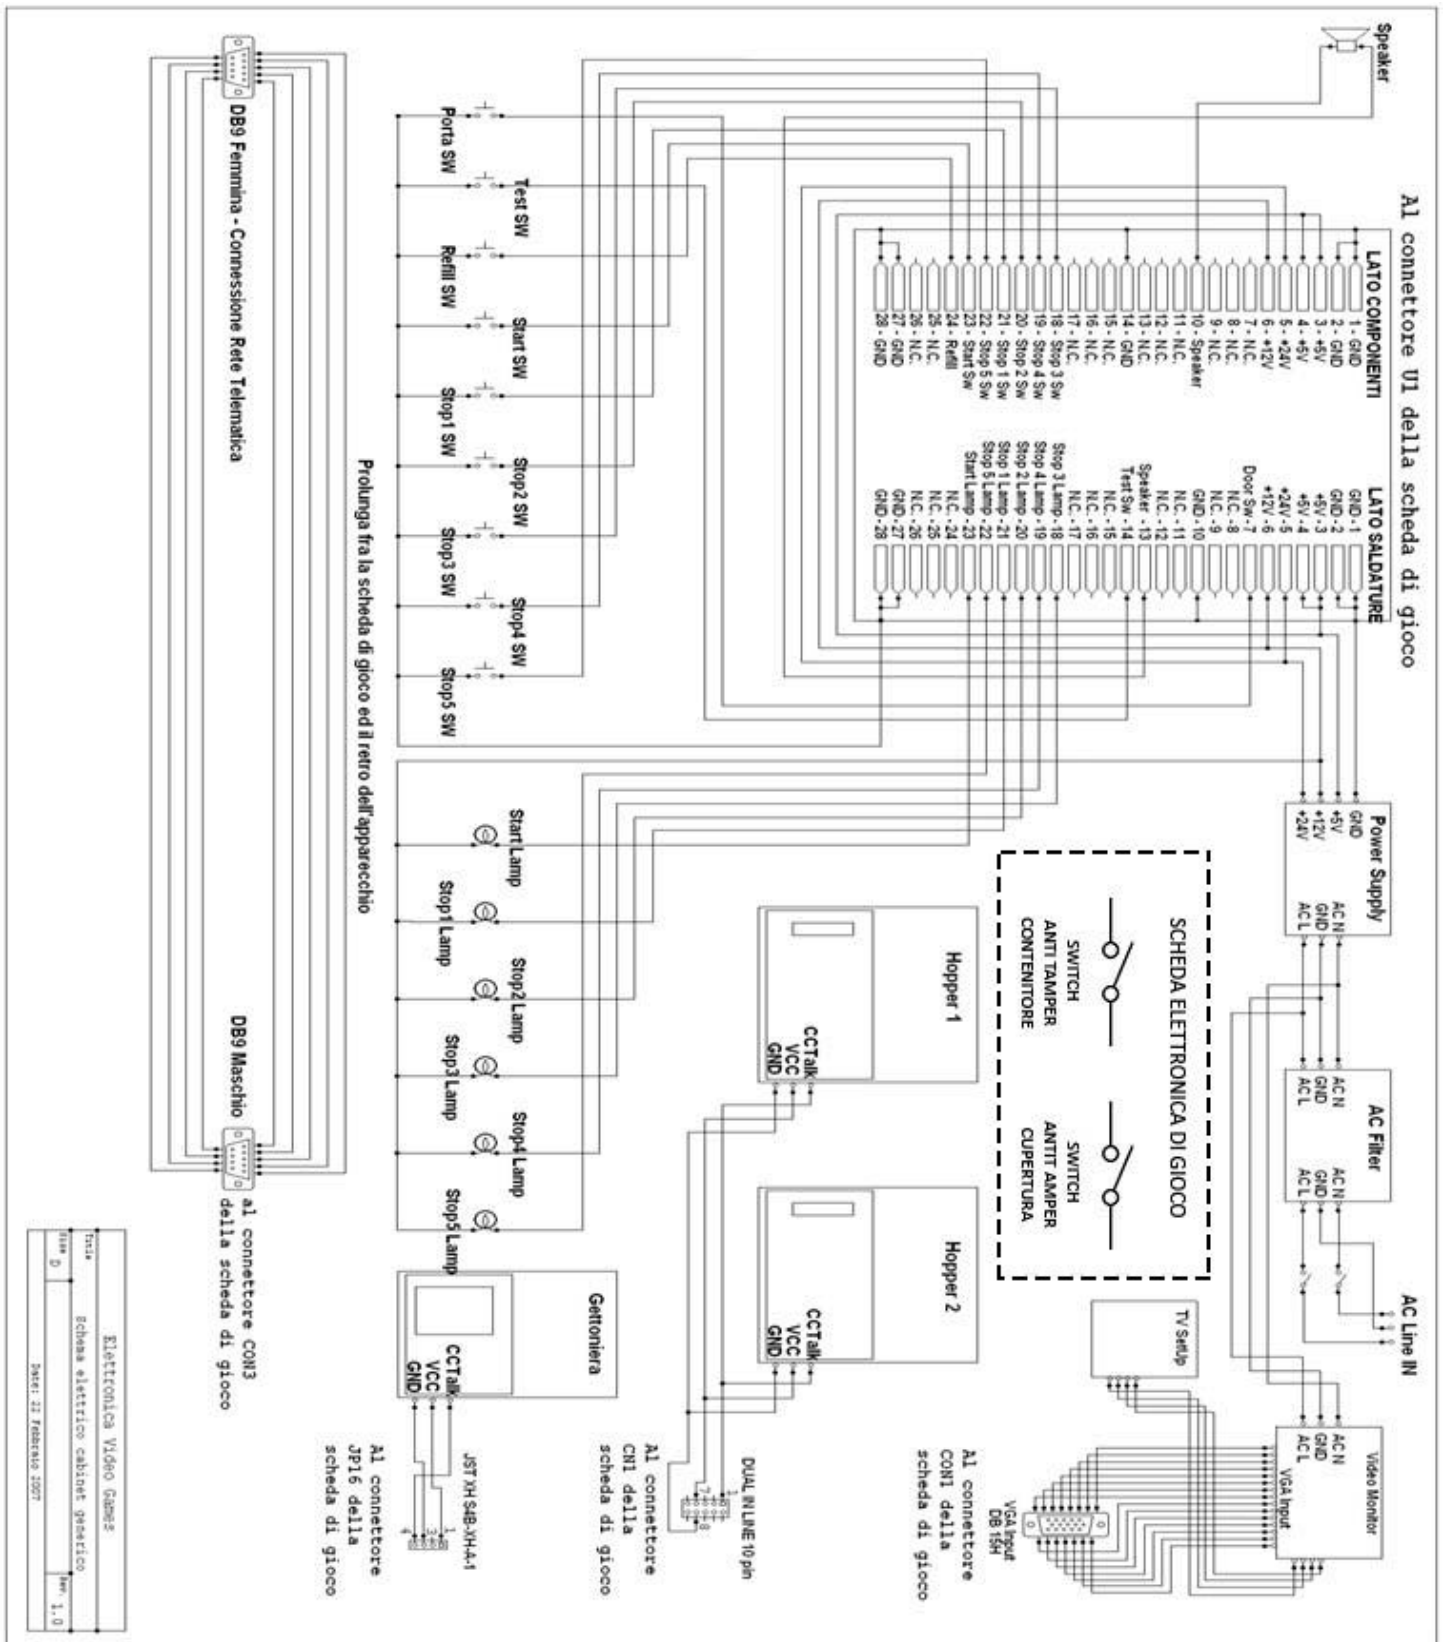 Speaker
Al connettore U1 della scheda di gioco
LATO COMPONENTI
1 - GND
2 - GND
3 - +5V
4 - +5V
5 - +24V
6 - +12V
7 - N.C.
8 - N.C.
9 - N.C.
10 - Speaker
11 - N.C.
12 - N.C.
13 - N.C.
14 - GND
15 - N.C.
16 - N.C.
17 - N.C.
18 - Stop 3 Sw
19 - Stop 4 Sw
20 - Stop 2 Sw
21 - Stop 1 Sw
22 - Stop 5 Sw
23 - Start Sw
24 - Refill
25 - N.C.
26 - N.C.
27 - GND
28 - GND
LATO SALDATURE
GND - 1
GND - 2
+5V - 3
+5V - 4
+24V - 5
+12V - 6
Door Sw - 7
N.C. - 8
N.C. - 9
GND - 10
N.C. - 11
N.C. - 12
Speaker - 13
Test Sw - 14
N.C. - 15
N.C. - 16
N.C. - 17
Stop 3 Lamp - 18
Stop 4 Lamp - 19
Stop 2 Lamp - 20
Stop 1 Lamp - 21
Stop 5 Lamp - 22
Start Lamp - 23
N.C. - 24
N.C. - 25
N.C. - 26
GND - 27
GND - 28
Power Supply
GND
+5V
+12V
+24V
AC N
GND
AC L
AC Filter
AC N
GND
AC L
AC N
GND
AC L
AC Line IN
Video Monitor
AC N
GND
AC L
VGA Input
TV SetUp
VGA Input
DB 15H
Al connettore
CON1 della
scheda di gioco
SCHEDA ELETTRONICA DI GIOCO
SWITCH
ANTI TAMPER
CONTENITORE
SWITCH
ANTIT AMPER
CUPERTURA
Hopper 1
CCTalk
VCC
GND
Hopper 2
CCTalk
VCC
GND
DUAL IN LINE 10 pin
1
7
8
Al connettore
CN1 della
scheda di gioco
Porta SW
Test SW
Refill SW
Start SW
Stop1 SW
Stop2 SW
Stop3 SW
Stop4 SW
Stop5 SW
Start Lamp
Stop1 Lamp
Stop2 Lamp
Stop3 Lamp
Stop4 Lamp
Stop5 Lamp
Gettoniera
CCTalk
VCC
GND
JST XH S4B-XH-A-1
1
3
4
Al connettore
JP16 della
scheda di gioco
Prolunga fra la scheda di gioco ed il retro dell'apparecchio
DB9 Femmina - Connessione Rete Telematica
DB9 Maschio
al connettore CON3
della scheda di gioco
Elettronica Video Games
Title
Schema elettrico cabinet generico
Size
D
Rev.
1.0
Date: 22 Febbraio 2007